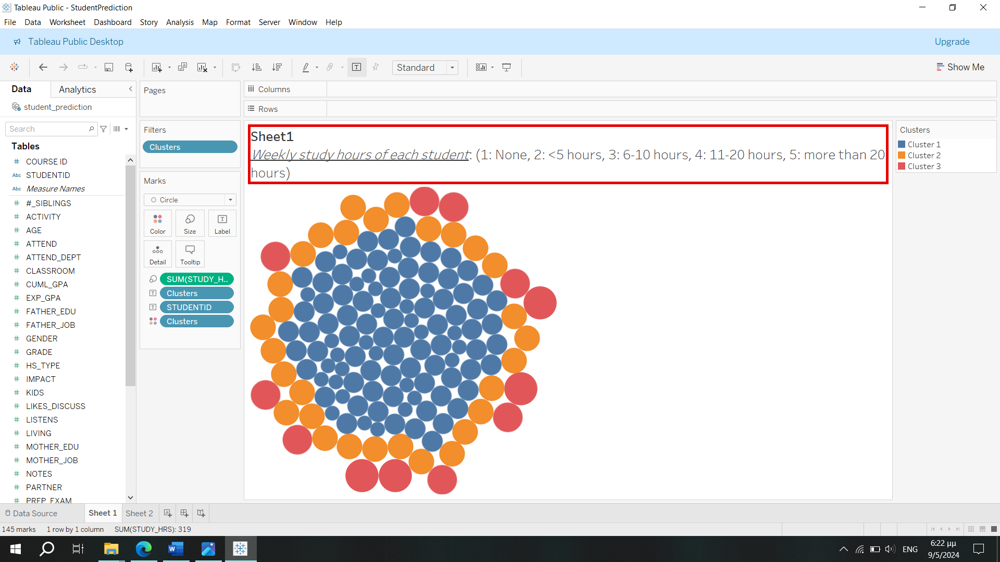 Tableau Public - StudentPrediction
File Data Worksheet Dashboard Story Analysis Map Format Server Window Help
Tableau Public Desktop
Upgrade
Standard
Show Me
Data
Analytics
student_prediction
Search
Tables
COURSE ID
Abc STUDENTID
Abc Measure Names
#_SIBLINGS
ACTIVITY
AGE
ATTEND
ATTEND_DEPT
CLASSROOM
CUML_GPA
EXP_GPA
FATHER_EDU
FATHER_JOB
GENDER
GRADE
HS_TYPE
IMPACT
KIDS
LIKES_DISCUSS
LISTENS
LIVING
MOTHER_EDU
MOTHER_JOB
NOTES
PARTNER
PREP_EXAM
Pages
Filters
Clusters
Marks
Circle
Color
Size
Label
Detail
Tooltip
SUM(STUDY_H..
Clusters
STUDENTID
Clusters
Columns
Rows
Sheet1
Weekly study hours of each student: (1: None, 2: <5 hours, 3: 6-10 hours, 4: 11-20 hours, 5: more than 20
hours)
Clusters
Cluster 1
Cluster 2
Cluster 3
Data Source
Sheet 1
Sheet 2
145 marks 1 row by 1 column SUM(STUDY_HRS): 319
ENG
6:22 μμ
9/5/2024